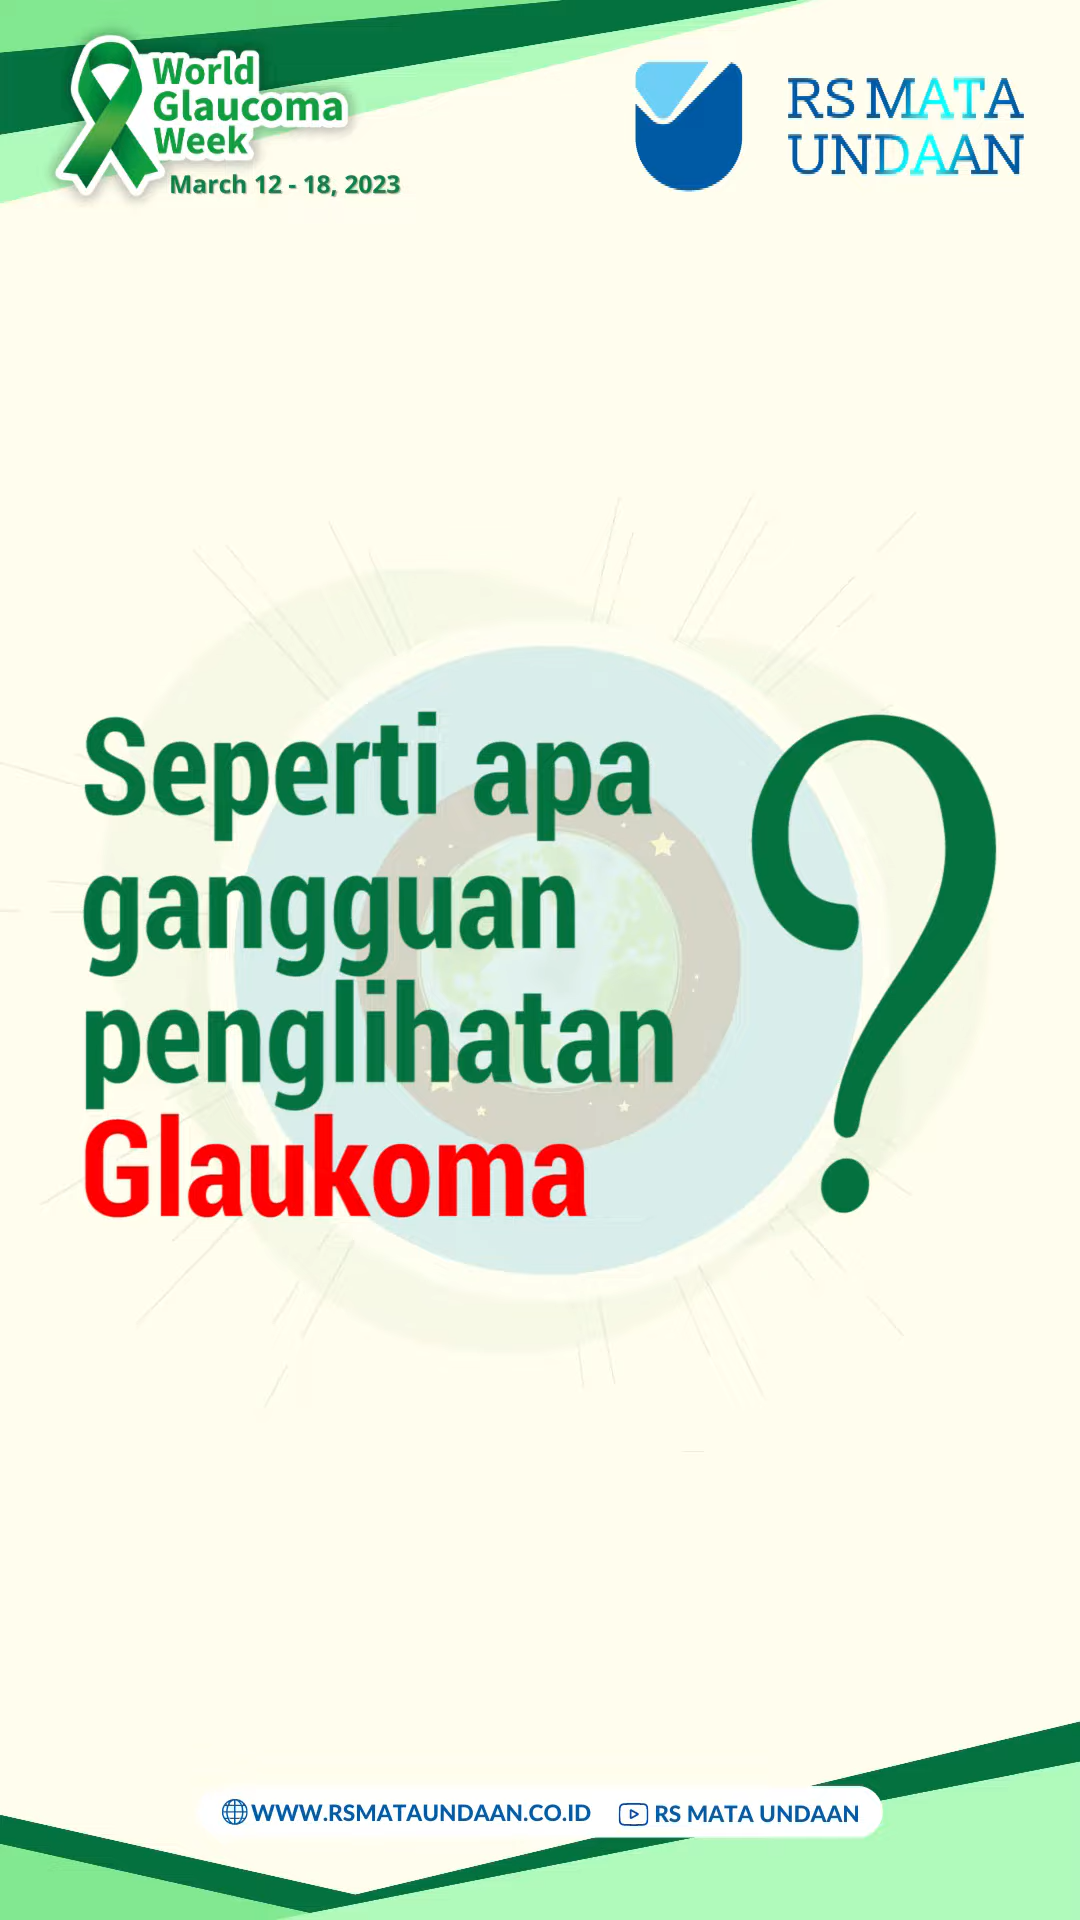 World
Glaucoma
Week
March 12 - 18, 2023
RS MATA
UNDAAN
Seperti apa
gangguan
penglihatan
Glaukoma
?
WWW.RSMATAUNDAAN.CO.ID
RS MATA UNDAAN